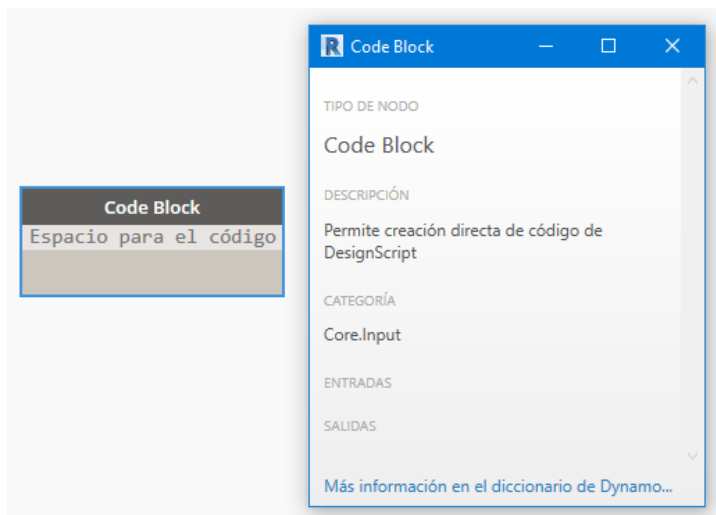 Code Block
Espacio para el código
R Code Block
TIPO DE NODO
Code Block
DESCRIPCIÓN
Permite creación directa de código de
DesignScript
CATEGORÍA
Core.Input
ENTRADAS
SALIDAS
Más información en el diccionario de Dynamo...